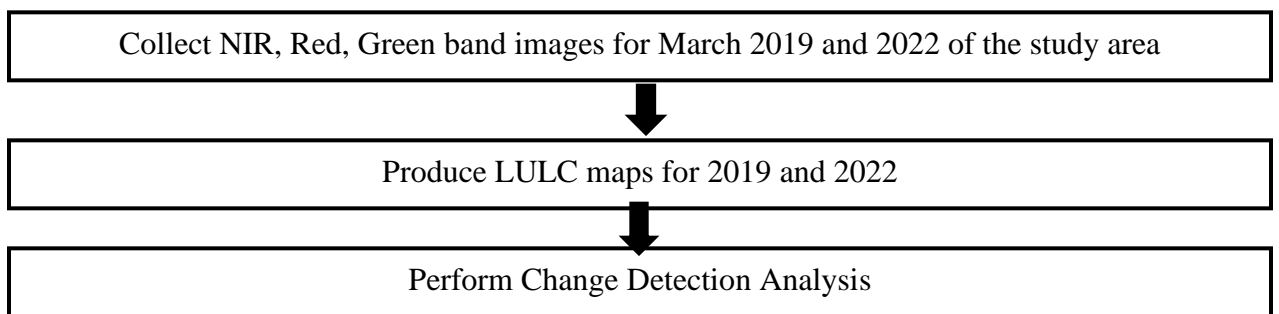 Collect NIR, Red, Green band images for March 2019 and 2022 of the study area
Produce LULC maps for 2019 and 2022
Perform Change Detection Analysis